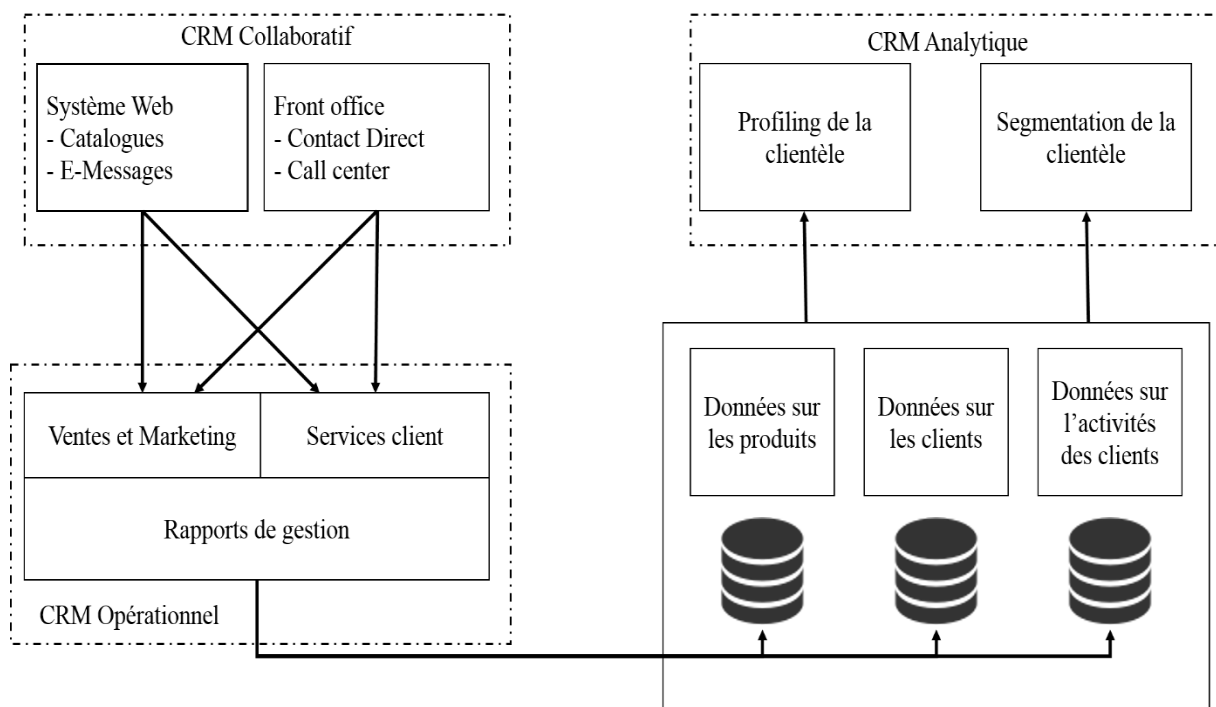 CRM Collaboratif
Système Web
- Catalogues
- E-Messages
Front office
- Contact Direct
- Call center
CRM Analytique
Profiling de la
clientèle
Segmentation de la
clientèle
Ventes et Marketing
Services client
Rapports de gestion
CRM Opérationnel
Données sur
les produits
Données sur
les clients
Données sur
l’activités
des clients